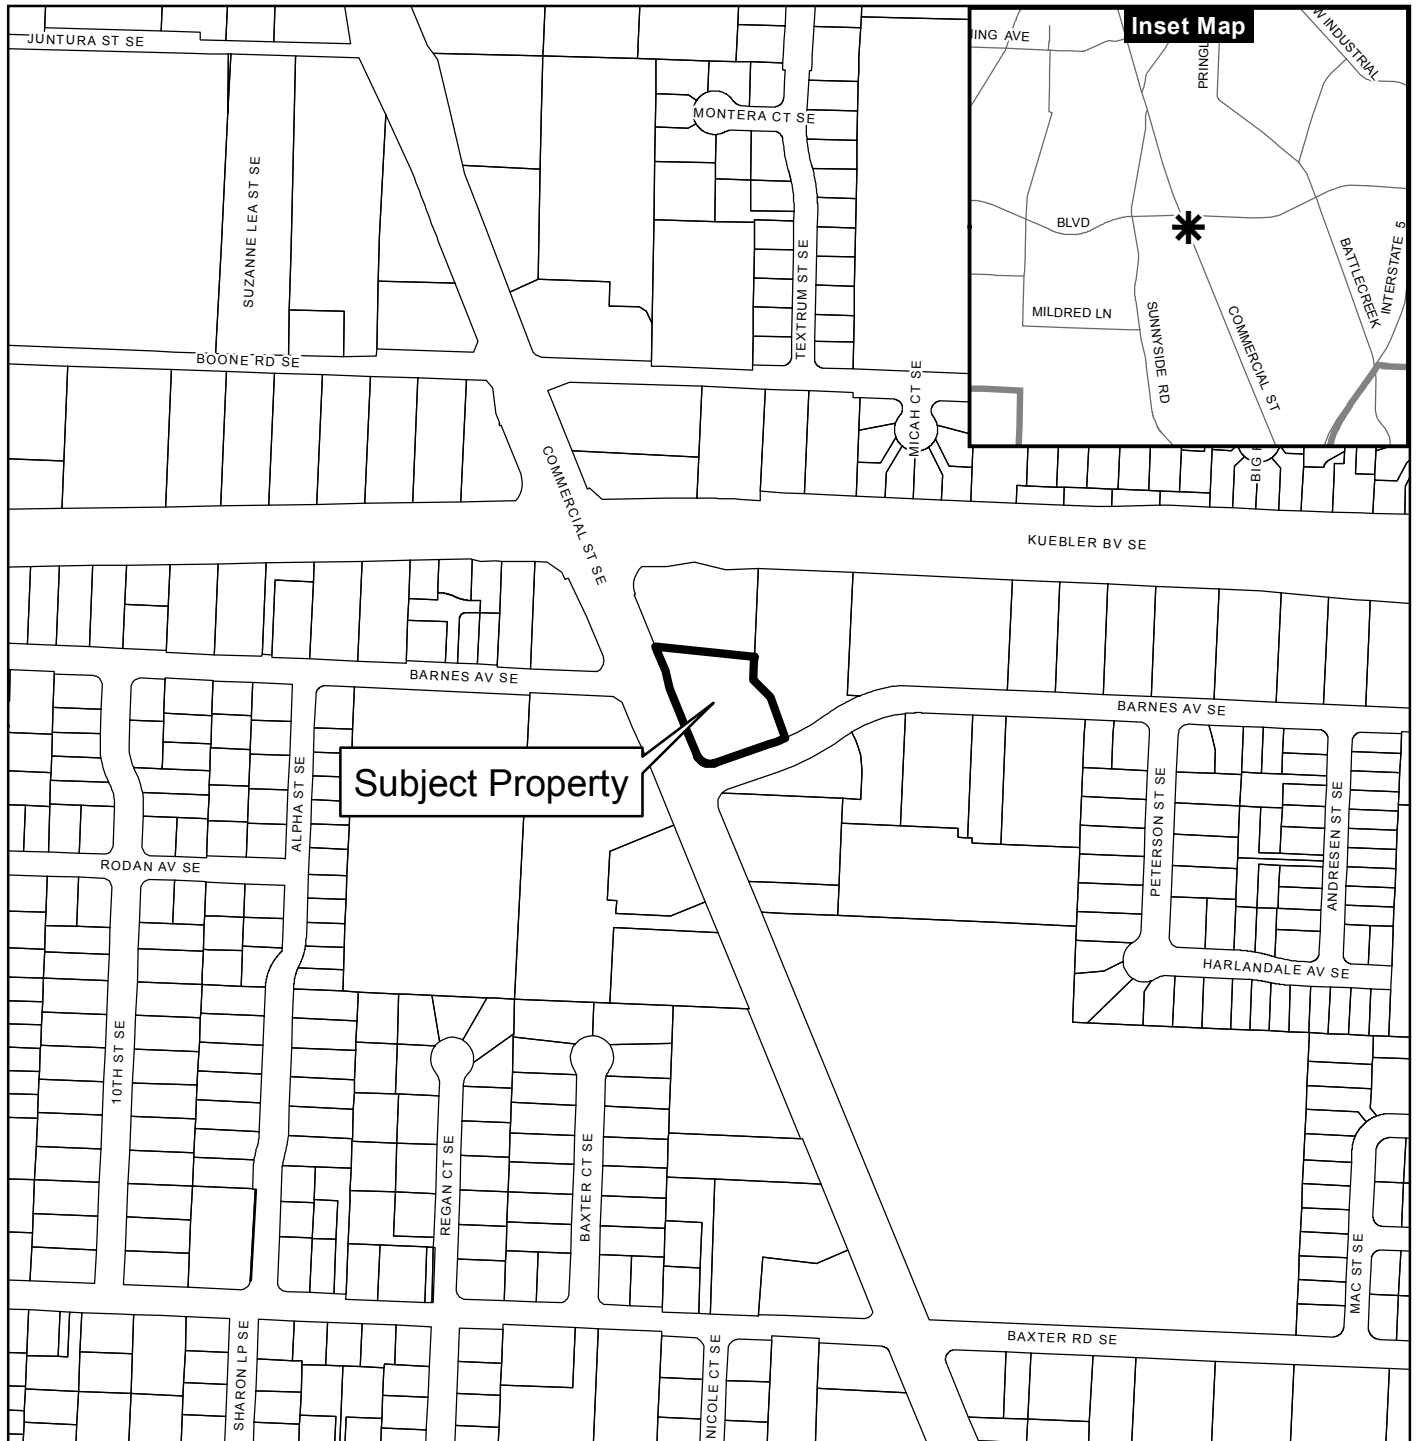 JUNTURA ST SE
Inset Map
NING AVE
PRINGL
W INDUSTRIAL
MONTERA CT SE
SUZANNE LEA ST SE
TEXTRUM ST SE
BLVD
BATTLECREEK
INTERSTATE 5
MILDRED LN
SUNNYSIDE RD
COMMERCIAL ST
BOONE RD SE
MICAH CT SE
COMMERCIAL ST SE
BIG
KUEBLER BV SE
BARNES AV SE
BARNES AV SE
Subject Property
ALPHA ST SE
PETERSON ST SE
ANDRESEN ST SE
RODAN AV SE
HARLANDALE AV SE
10TH ST SE
REGAN CT SE
BAXTER CT SE
MAC ST SE
BAXTER RD SE
SHARON LP SE
NICOLE CT SE